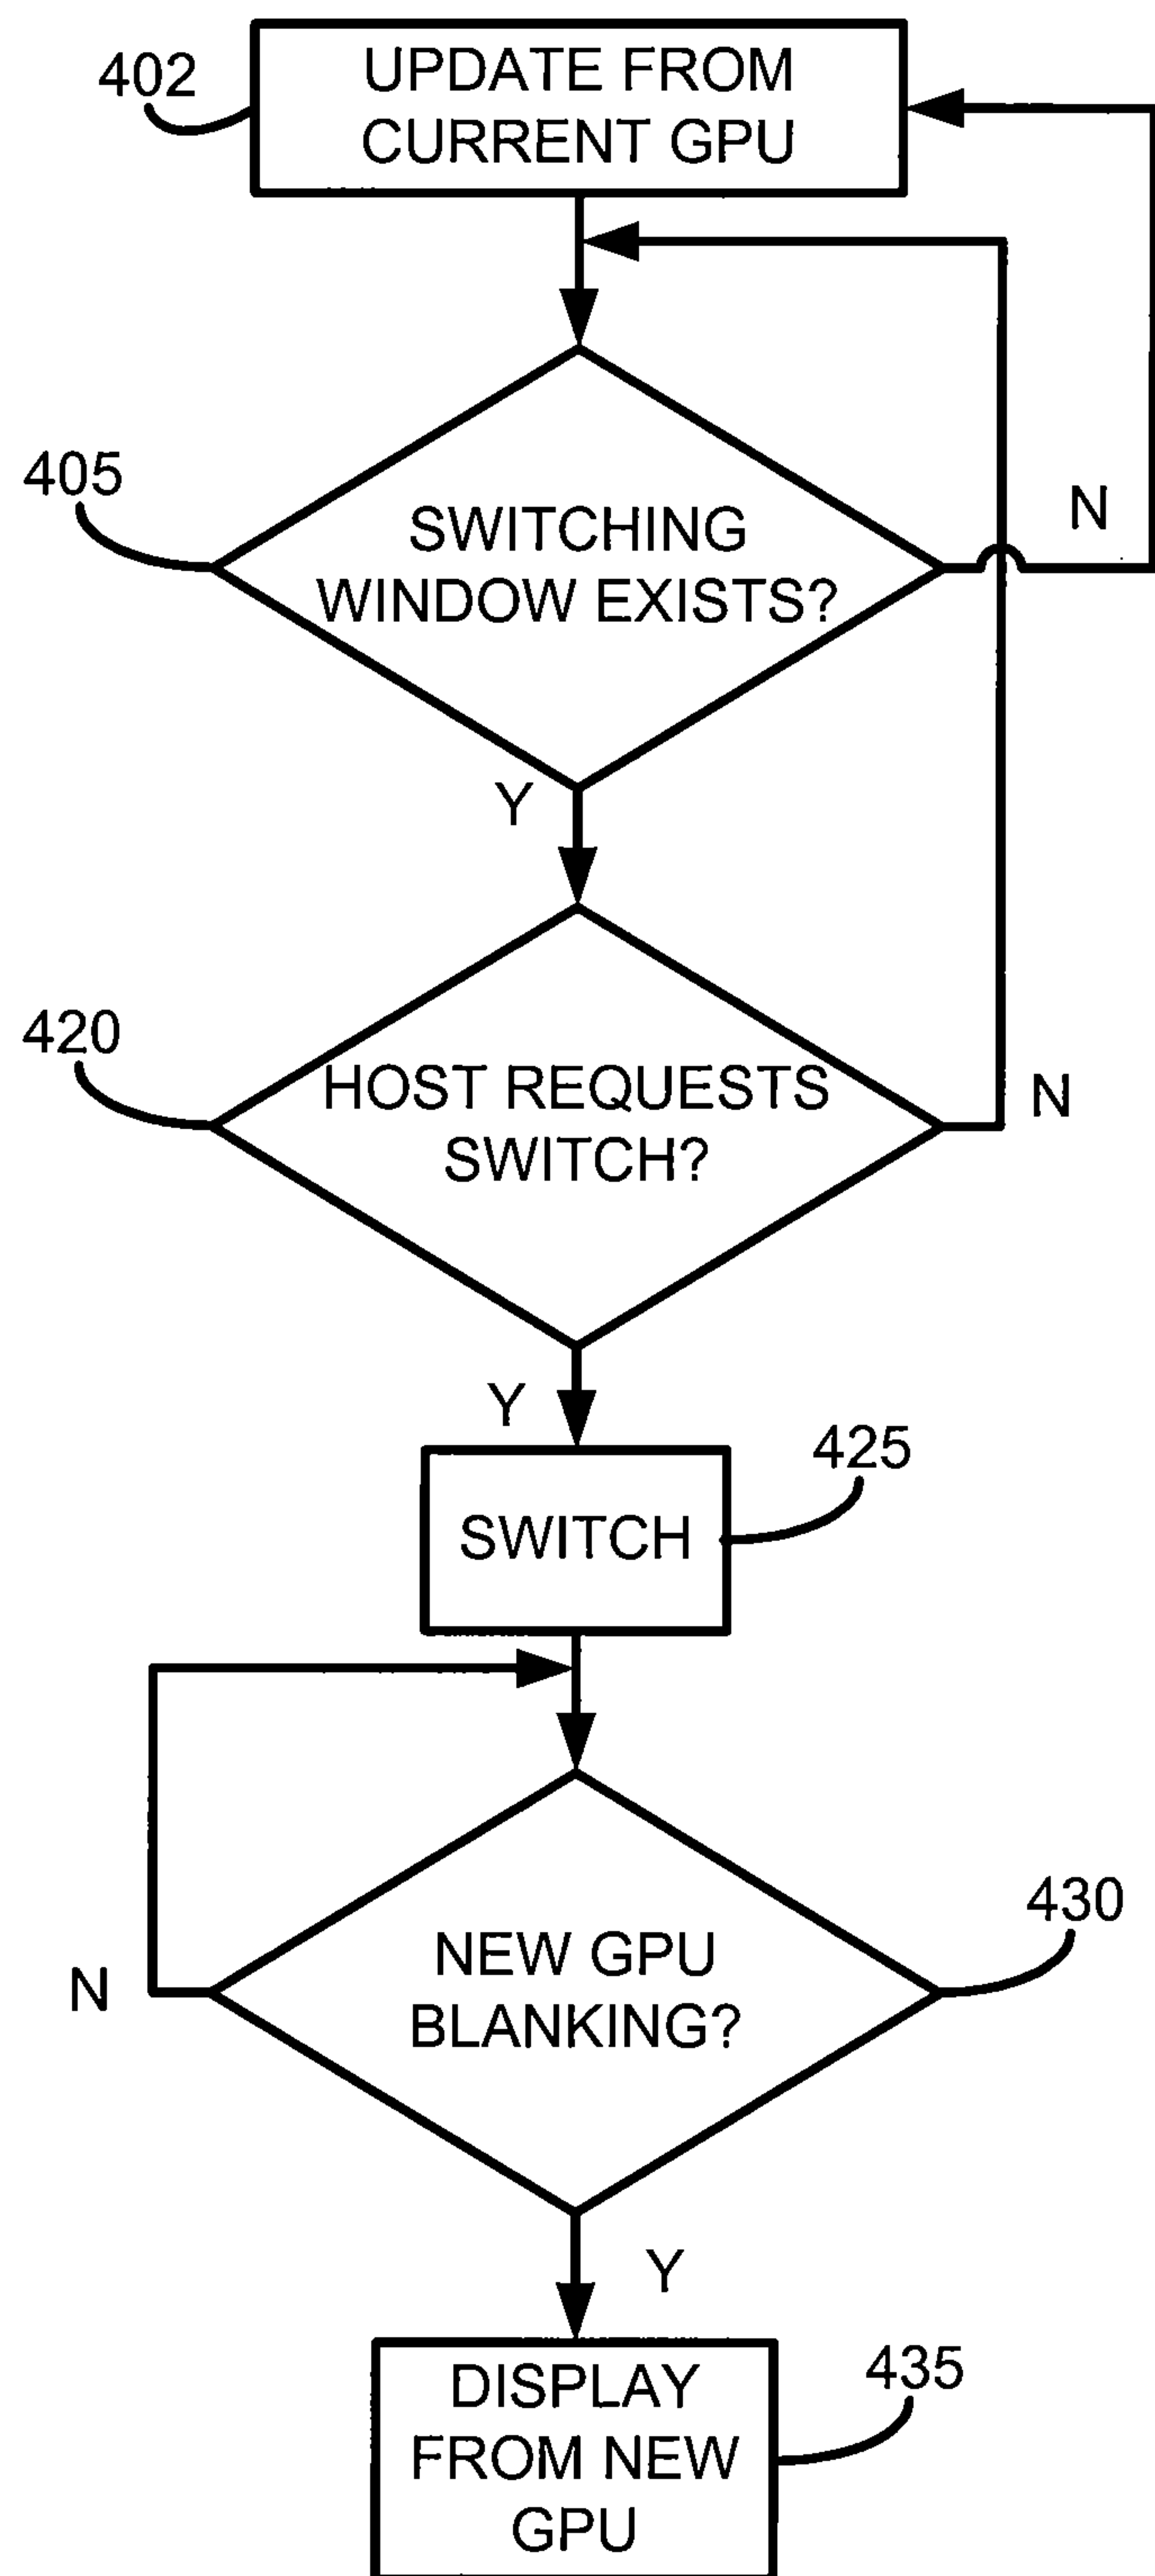 402
UPDATE FROM
CURRENT GPU
405
SWITCHING
WINDOW EXISTS?
N
Y
420
HOST REQUESTS
SWITCH?
N
Y
425
SWITCH
430
NEW GPU
BLANKING?
N
Y
435
DISPLAY
FROM NEW
GPU